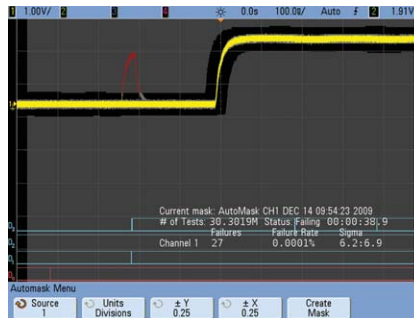 1 1.00V/ 2 3 4 0.0s 100.0s/ Auto 2 1.91V
Current mask: AutoMask CH1 DEC 14 09:54:23 2009
# of Tests: 30.3019M Status: Failing 00:00:38.9
Failures Failure Rate Sigma
Channel 1 27 0.0001% 6.2:6.9
Automask Menu
Source Units ± Y ± X Create
1 Divisions 0.25 0.25 Mask